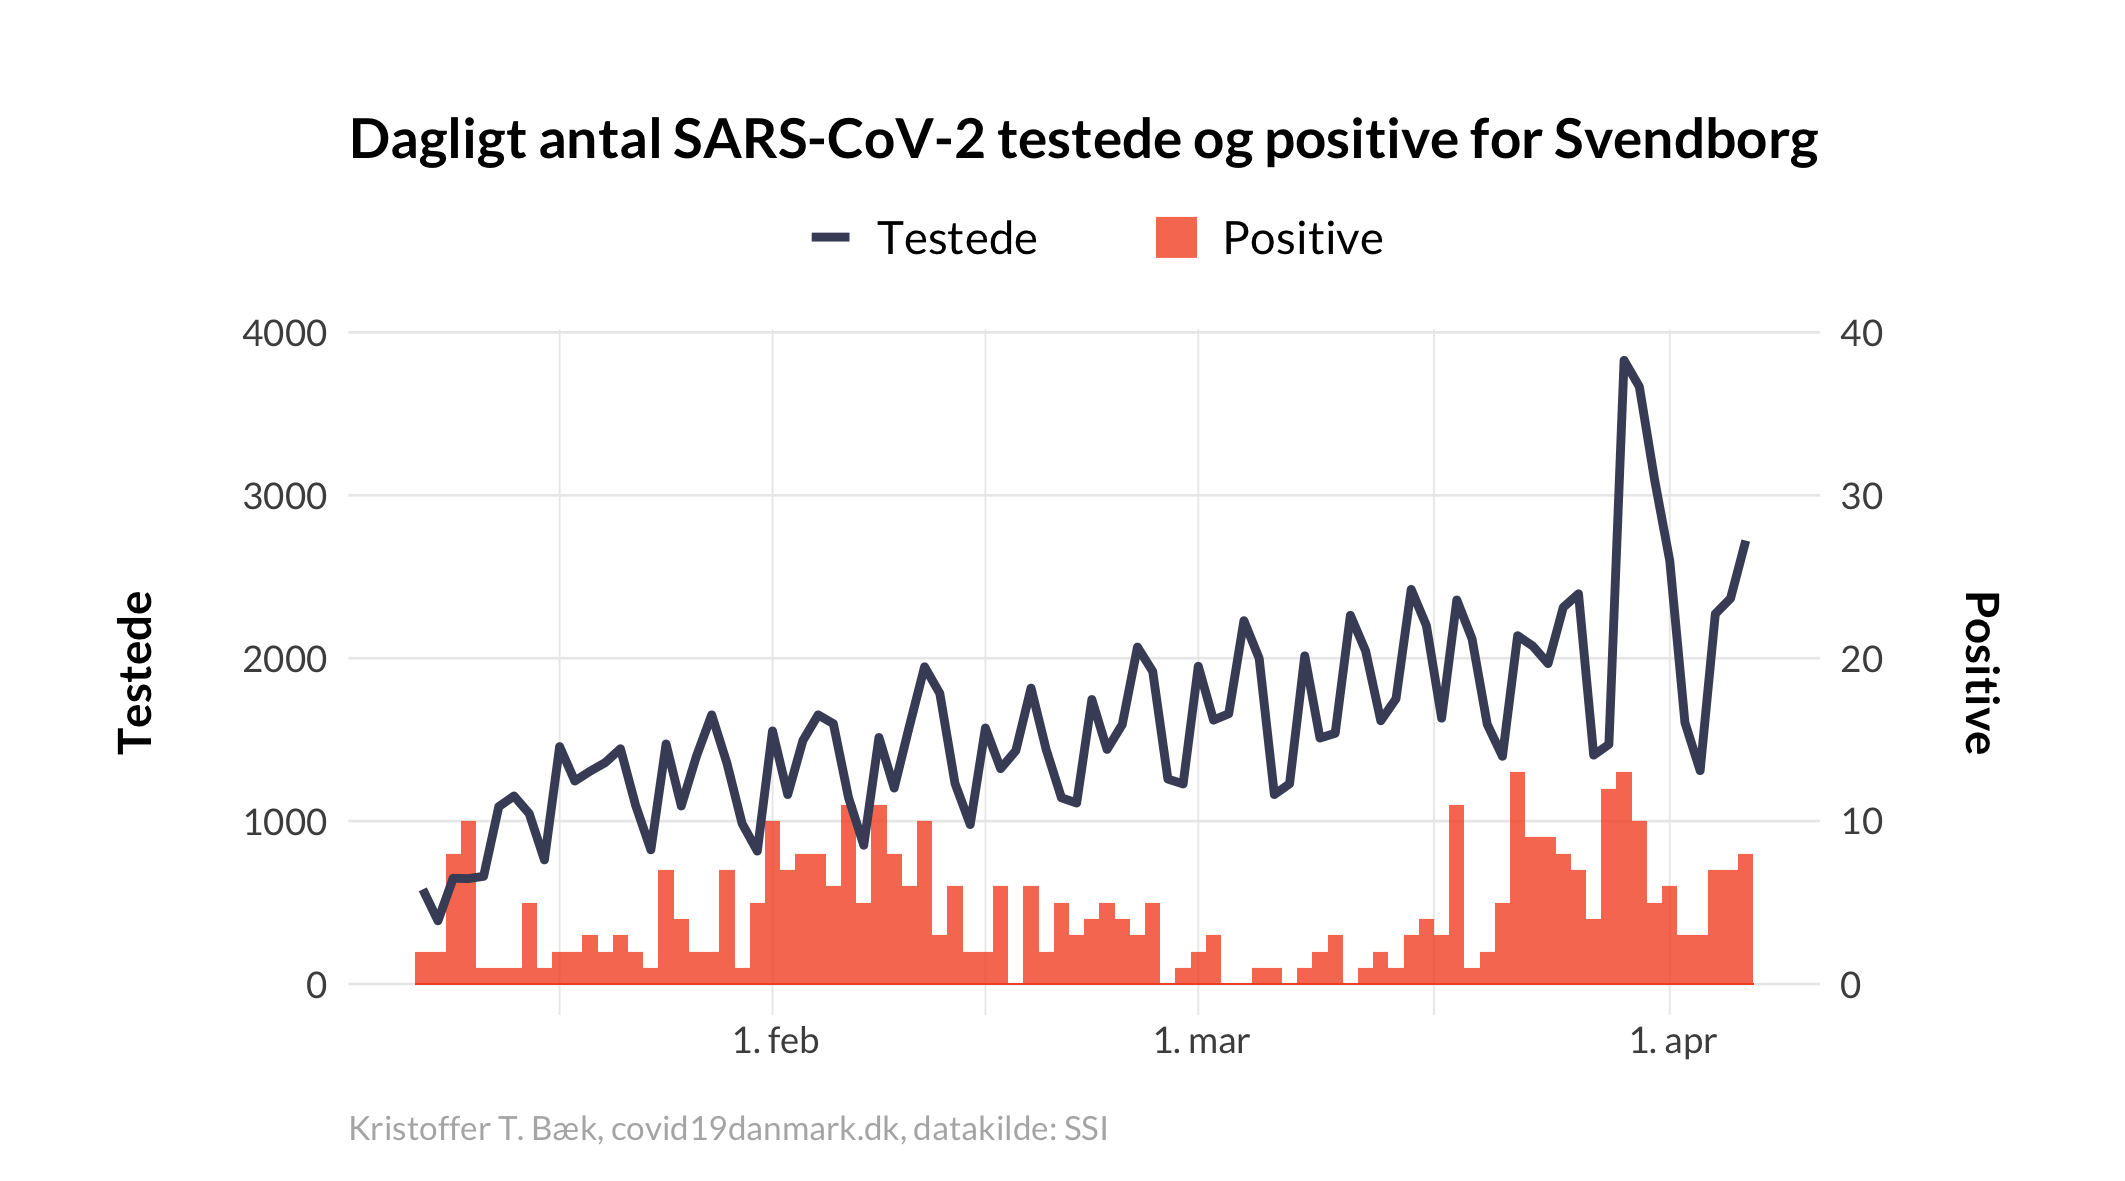 Dagligt antal SARS-CoV-2 testede og positive for Svendborg
Testede
Positive
4000
3000
2000
1000
0
40
30
20
10
0
Testede
Positive
1. feb
1. mar
1. apr
Kristoffer T. Bæk, covid19danmark.dk, datakilde: SSI